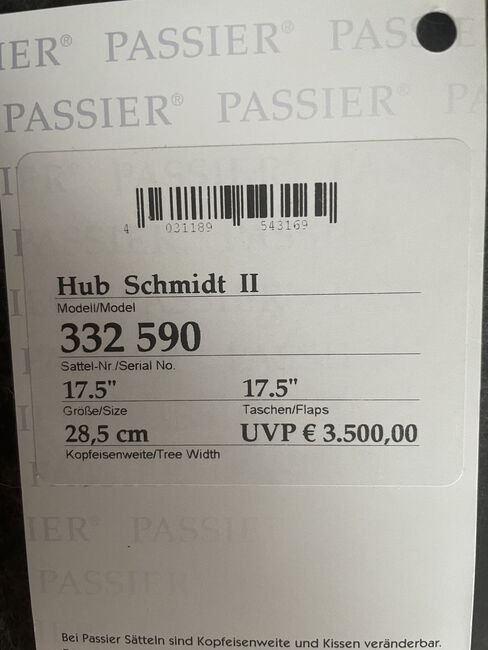 IER® PASSIER® PASSIE
PASSIER® PASSIER® PA
4 031189 543169
Hub Schmidt II
Modell/Model
332 590
Sattel-Nr./Serial No.
17.5" 17.5"
Größe/Size Taschen/Flaps
28,5 cm UVP € 3.500,00
Kopfeisenweite/Tree Width
IER® PASSIER
PASSIER
Bei Passier Sätteln sind Kopfeisenweite und Kissen veränderbar.